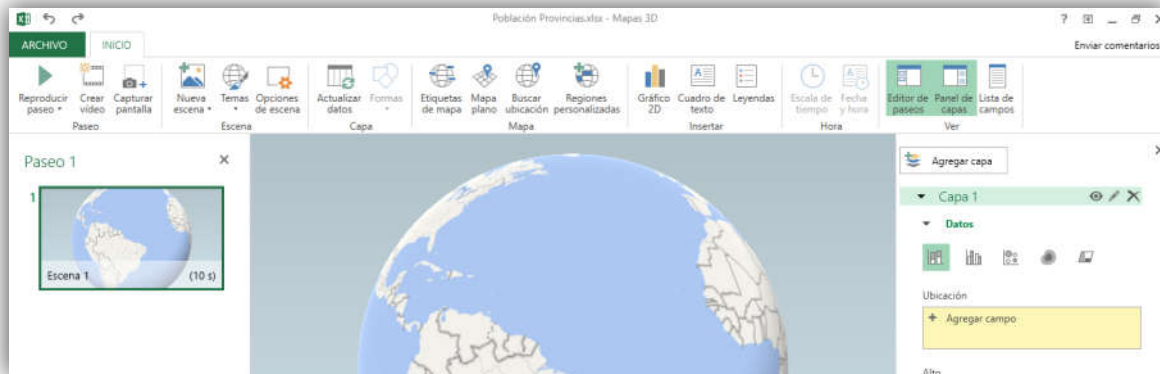 Población Provincias.xlsx - Mapas 3D
?
ARCHIVO INICIO
Enviar comentarios
Reproducir paseo
Crear vídeo
Capturar pantalla
Paseo
Nueva escena
Temas
Opciones de escena
Escena
Actualizar datos
Formas
Capa
Etiquetas de mapa
Mapa plano
Buscar ubicación
Regiones personalizadas
Mapa
Gráfico 2D
Cuadro de texto
Leyendas
Insertar
Escala de tiempo
Fecha y hora
Hora
Editor de paseos
Panel de capas
Lista de campos
Ver
Paseo 1
1
Escena 1 (10 s)
Agregar capa
Capa 1
Datos
Ubicación
+ Agregar campo
Alto